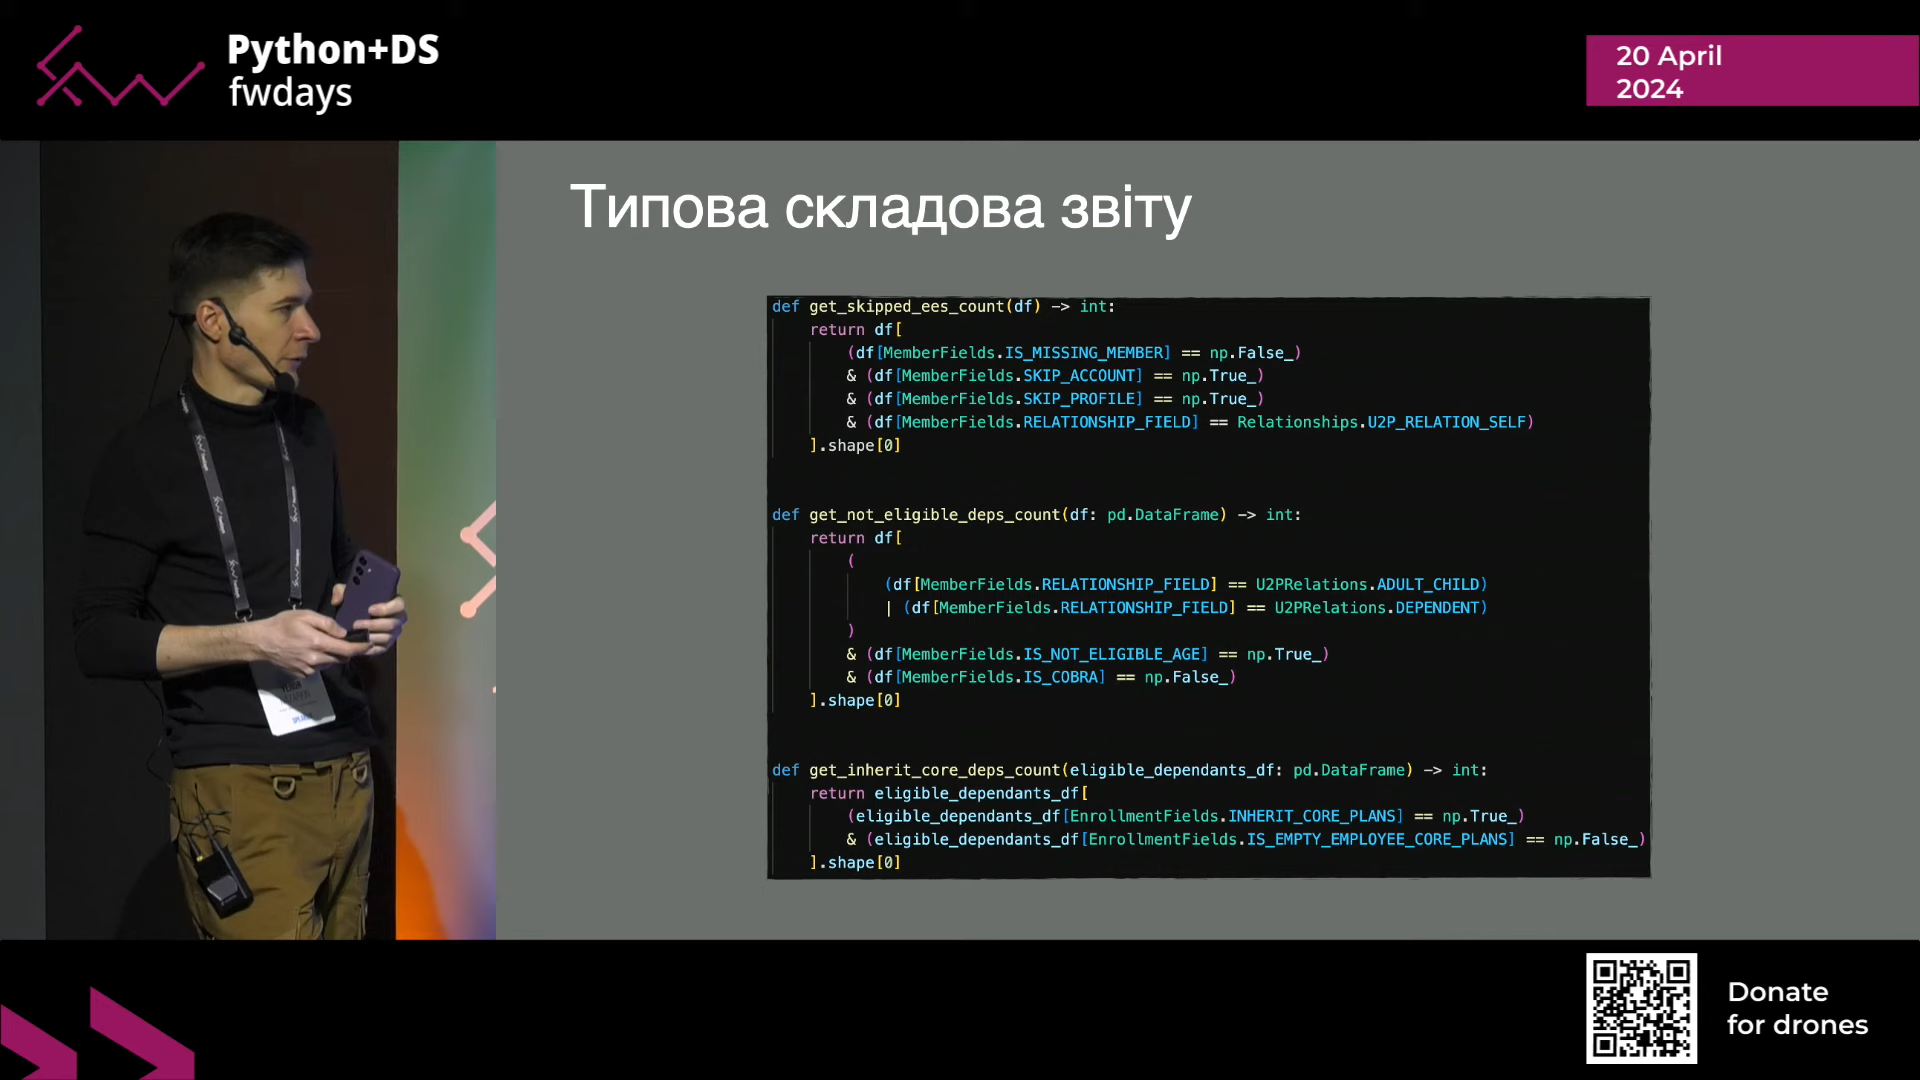 Python+DS
fwdays
20 April
2024
Типова складова звіту
def get_skipped_ees_count(df) -> int:
    return df[
        (df[MemberFields.IS_MISSING_MEMBER] == np.False_)
        & (df[MemberFields.SKIP_ACCOUNT] == np.True_)
        & (df[MemberFields.SKIP_PROFILE] == np.True_)
        & (df[MemberFields.RELATIONSHIP_FIELD] == Relationships.U2P_RELATION_SELF)
    ].shape[0]
def get_not_eligible_deps_count(df: pd.DataFrame) -> int:
    return df[
        (
            (df[MemberFields.RELATIONSHIP_FIELD] == U2PRelations.ADULT_CHILD)
            | (df[MemberFields.RELATIONSHIP_FIELD] == U2PRelations.DEPENDENT)
        )
        & (df[MemberFields.IS_NOT_ELIGIBLE_AGE] == np.True_)
        & (df[MemberFields.IS_COBRA] == np.False_)
    ].shape[0]
def get_inherit_core_deps_count(eligible_dependants_df: pd.DataFrame) -> int:
    return eligible_dependants_df[
        (eligible_dependants_df[EnrollmentFields.INHERIT_CORE_PLANS] == np.True_)
        & (eligible_dependants_df[EnrollmentFields.IS_EMPTY_EMPLOYEE_CORE_PLANS] == np.False_)
    ].shape[0]
Donate
for drones